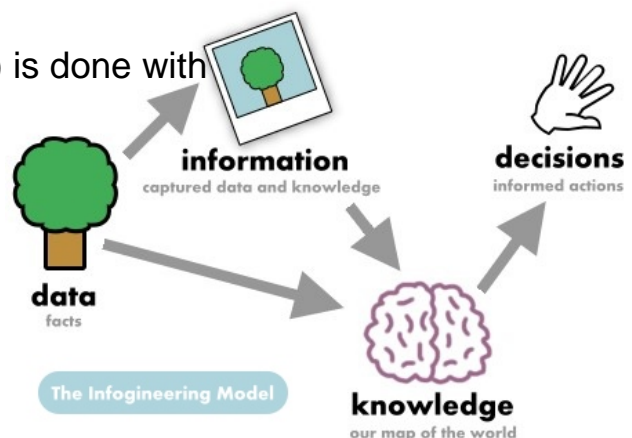 is done with
information
captured data and knowledge
decisions
informed actions
data
facts
The Infogineering Model
knowledge
our map of the world